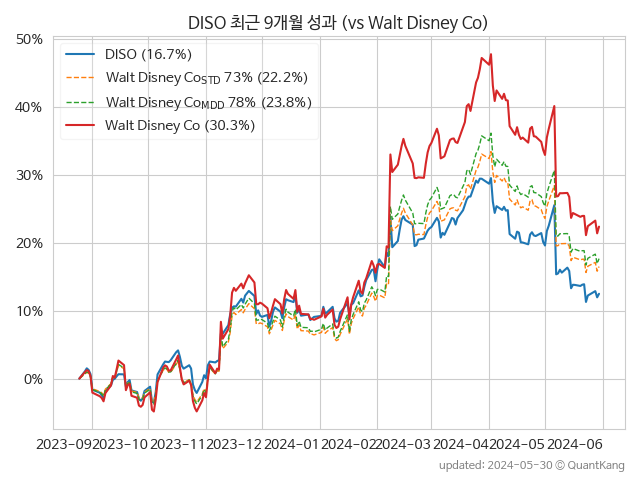 DISO 최근 9개월 성과 (vs Walt Disney Co)
50%
40%
30%
20%
10%
0%
DISO (16.7%)
Walt Disney CoSTD 73% (22.2%)
Walt Disney CoMDD 78% (23.8%)
Walt Disney Co (30.3%)
2023-09 2023-10 2023-11 2023-12 2024-01 2024-02 2024-03 2024-04 2024-05 2024-06
updated: 2024-05-30 © QuantKang